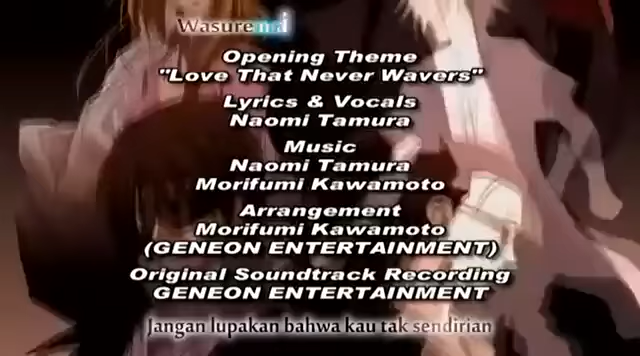 Wasurena
Opening Theme
"Love That Never Wavers"
Lyrics & Vocals
Naomi Tamura
Music
Naomi Tamura
Morifumi Kawamoto
Arrangement
Morifumi Kawamoto
(GENEON ENTERTAINMENT)
Original Soundtrack Recording
GENEON ENTERTAINMENT
Jangan lupakan bahwa kau tak sendirian